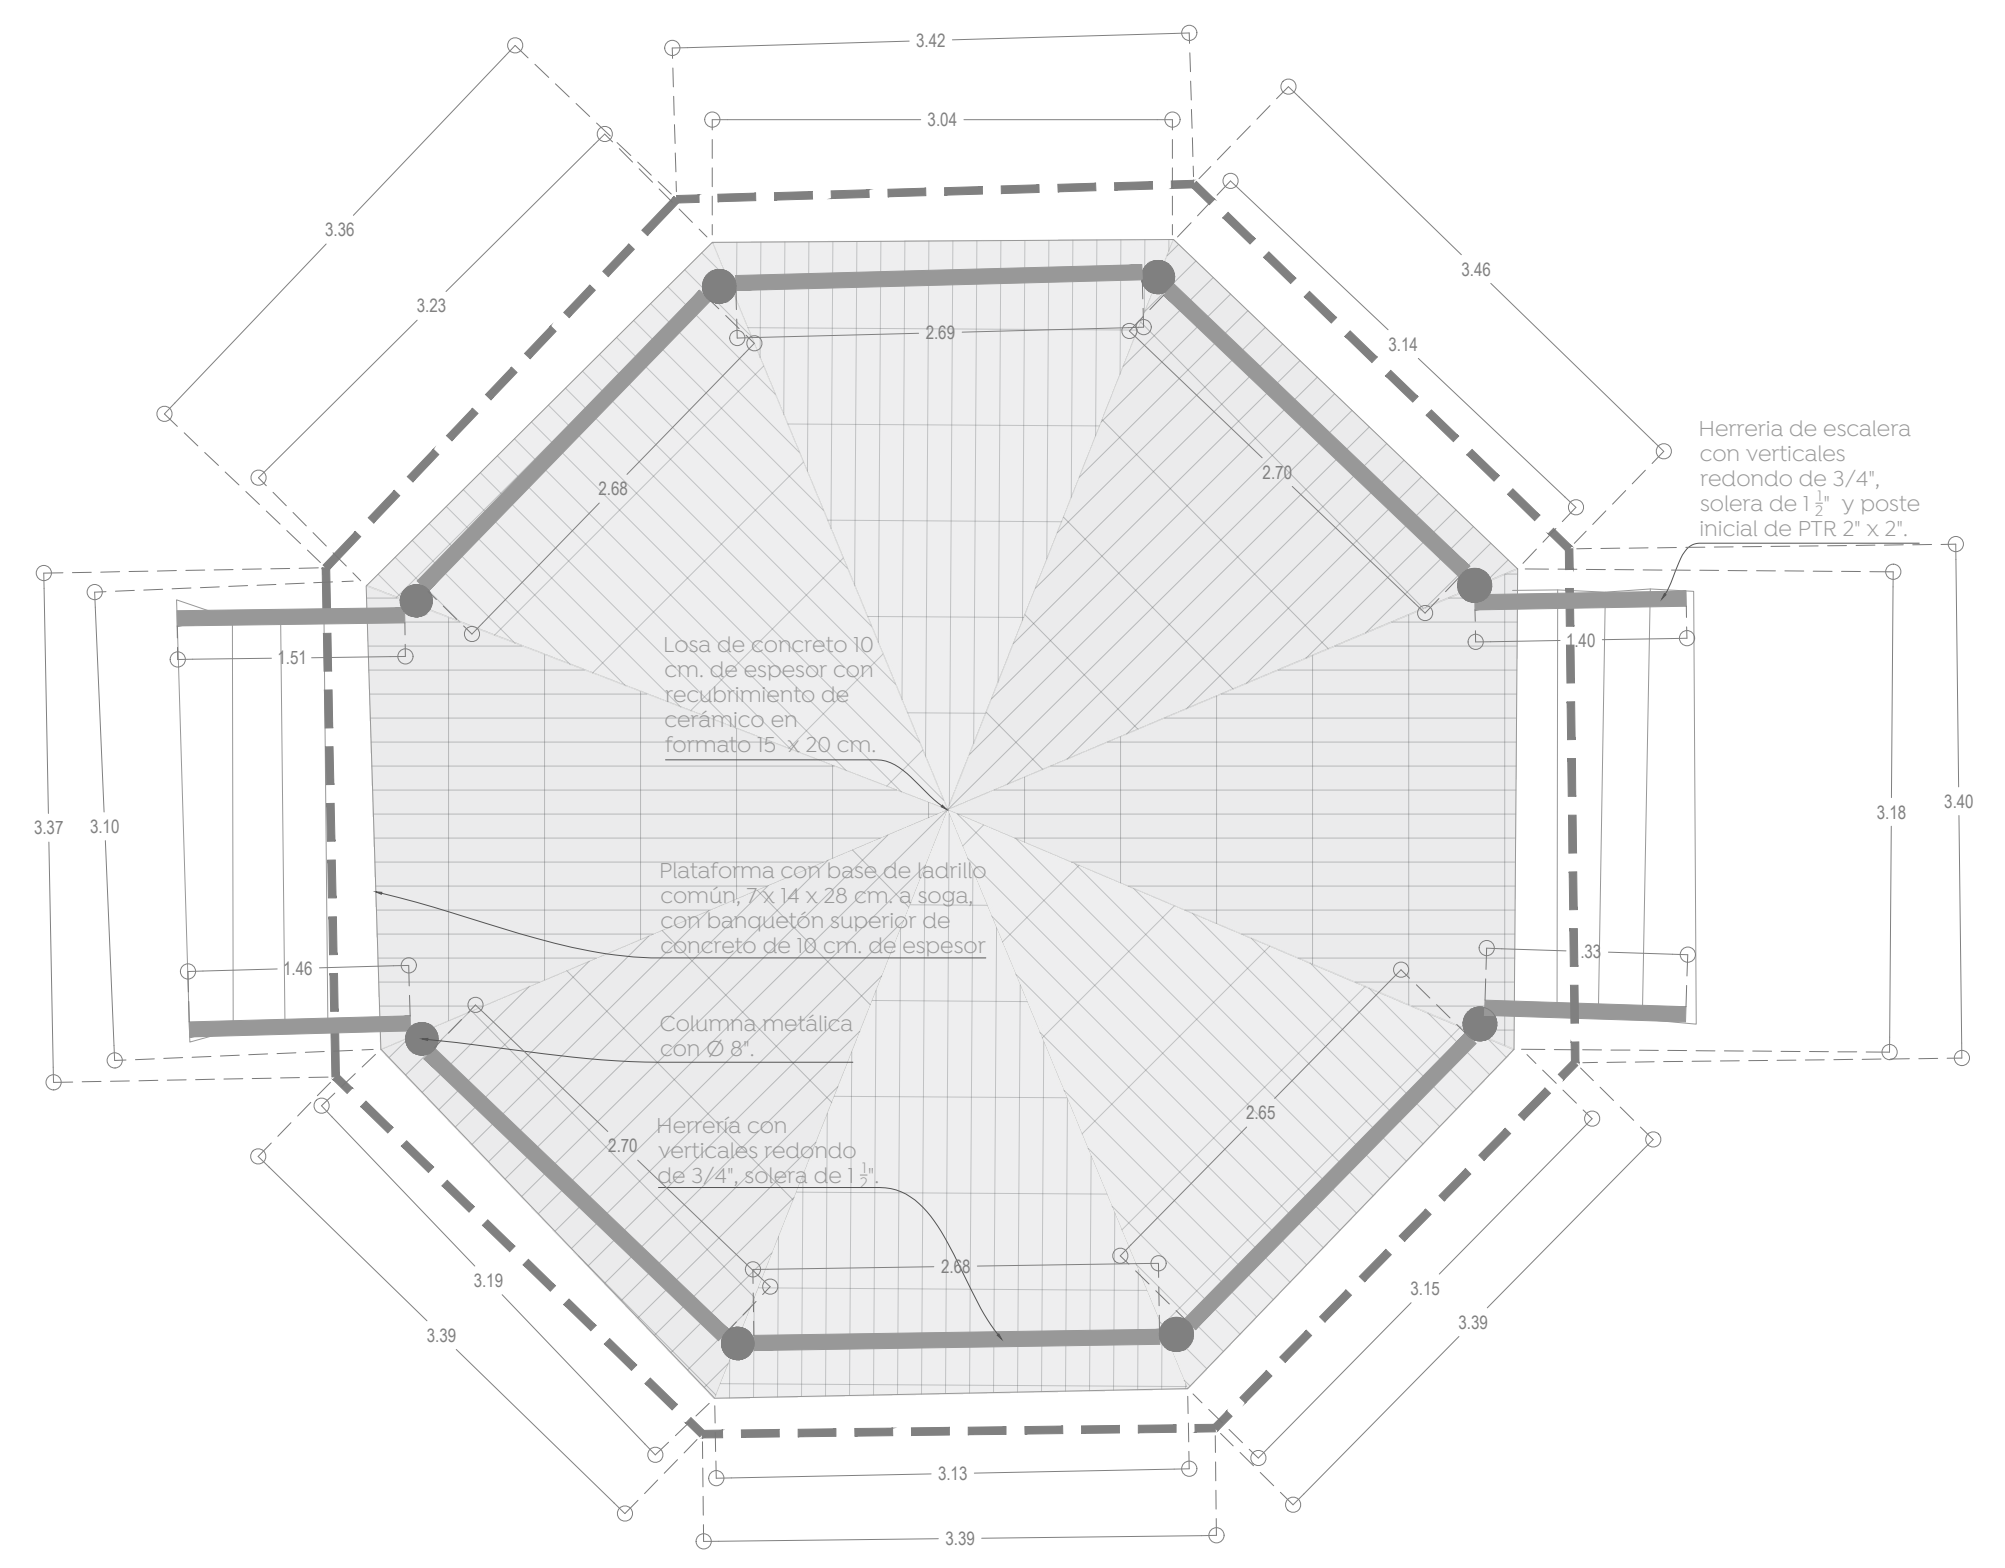 3.42
3.04
3.36
3.23
3.46
3.14
2.69
2.68
2.70
Herreria de escalera
con verticales
redondo de 3/4",
solera de 1 1/2" y poste
inicial de PTR 2" x 2".
1.51
1.40
Losa de concreto 10
cm. de espesor con
recubrimiento de
cerámico en
formato 15 x 20 cm.
3.37
3.10
3.18
3.40
Plataforma con base de ladrillo
común, 7 x 14 x 28 cm. a soga,
con banquetón superior de
concreto de 10 cm. de espesor
1.46
.33
Columna metálica
con Ø 8".
2.65
Herrería con
verticales redondo
de 3/4", solera de 1 1/2".
2.70
2.68
3.19
3.15
3.39
3.39
3.13
3.39